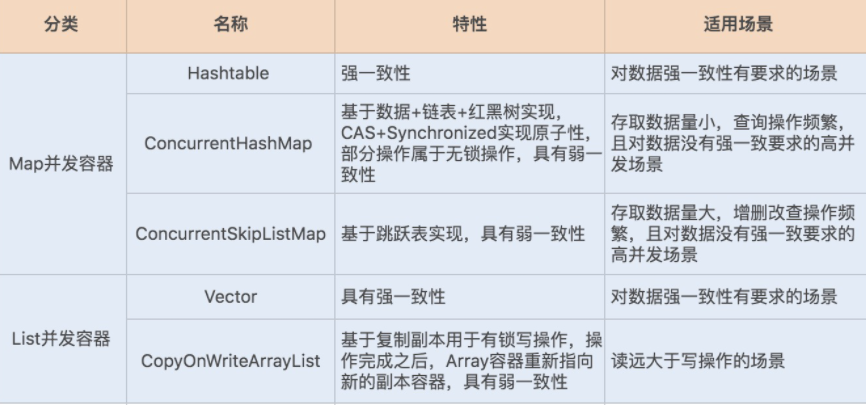 分类 名称 特性 适用场景
Map并发容器
Hashtable 强一致性 对数据强一致性有要求的场景
ConcurrentHashMap
基于数据+链表+红黑树实现，
CAS+Synchronized实现原子性，
部分操作属于无锁操作，具有弱一
致性
存取数据量小，查询操作频繁，
且对数据没有强一致要求的高并
发场景
ConcurrentSkipListMap
基于跳跃表实现，具有弱一致性
存取数据量大，增删改查操作频
繁，且对数据没有强一致要求的
高并发场景
List并发容器
Vector 具有强一致性 对数据强一致性有要求的场景
CopyOnWriteArrayList
基于复制副本用于有锁写操作，操
作完成之后，Array容器重新指向
新的副本容器，具有弱一致性
读远大于写操作的场景